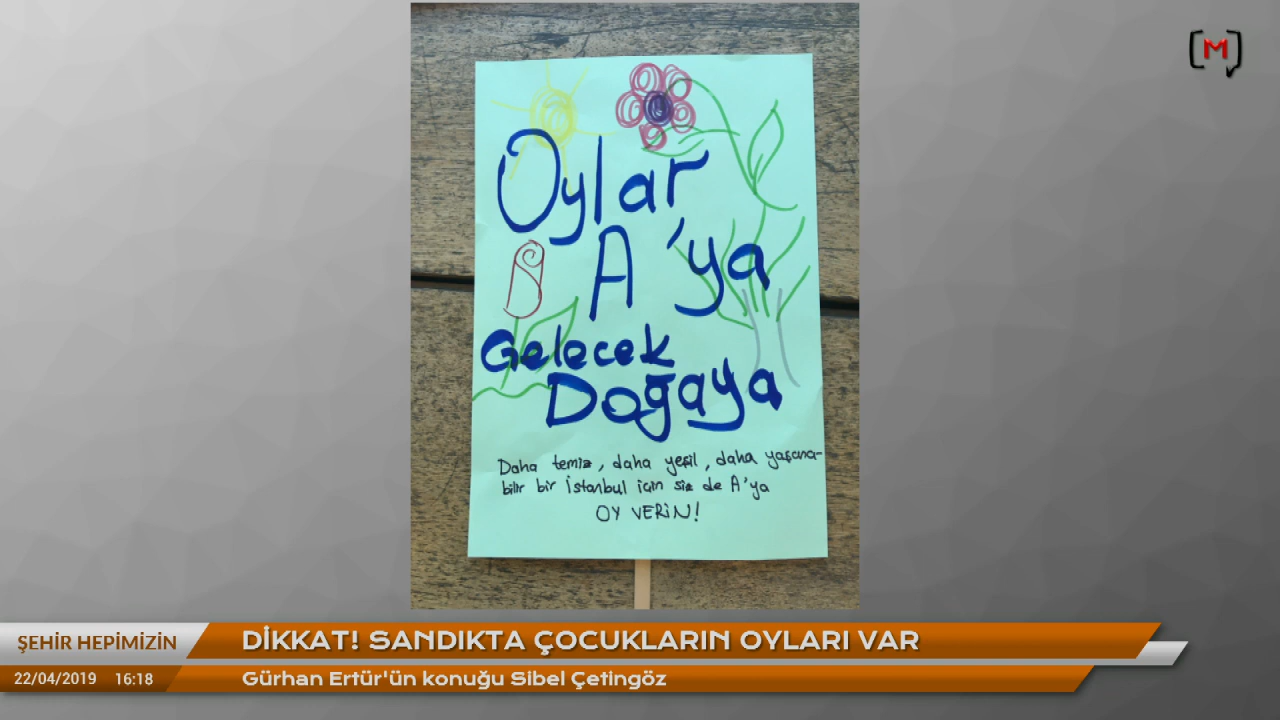 [M]
Oylar
A'ya
Gelecek
Doğaya
Daha temiz, daha yeşil, daha yaşana-
bilir bir İstanbul için siz de A'ya
OY VERİN!
ŞEHİR HEPİMİZİN
DİKKAT! SANDIKTA ÇOCUKLARIN OYLARI VAR
22/04/2019 16:18
Gürhan Ertür'ün konuğu Sibel Çetingöz